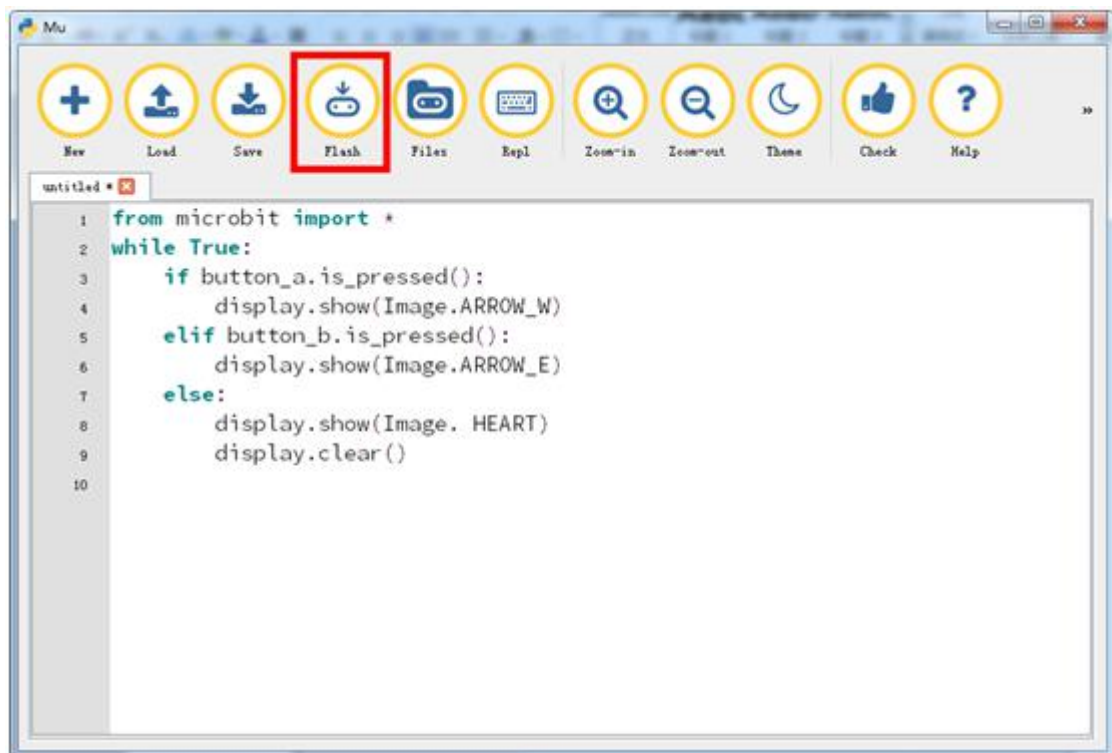 Mu
New Load Save Flash Files Repl Zoom-in Zoom-out Theme Check Help »
untitled *
1 from microbit import *
2 while True:
3     if button_a.is_pressed():
4         display.show(Image.ARROW_W)
5     elif button_b.is_pressed():
6         display.show(Image.ARROW_E)
7     else:
8         display.show(Image. HEART)
9         display.clear()
10